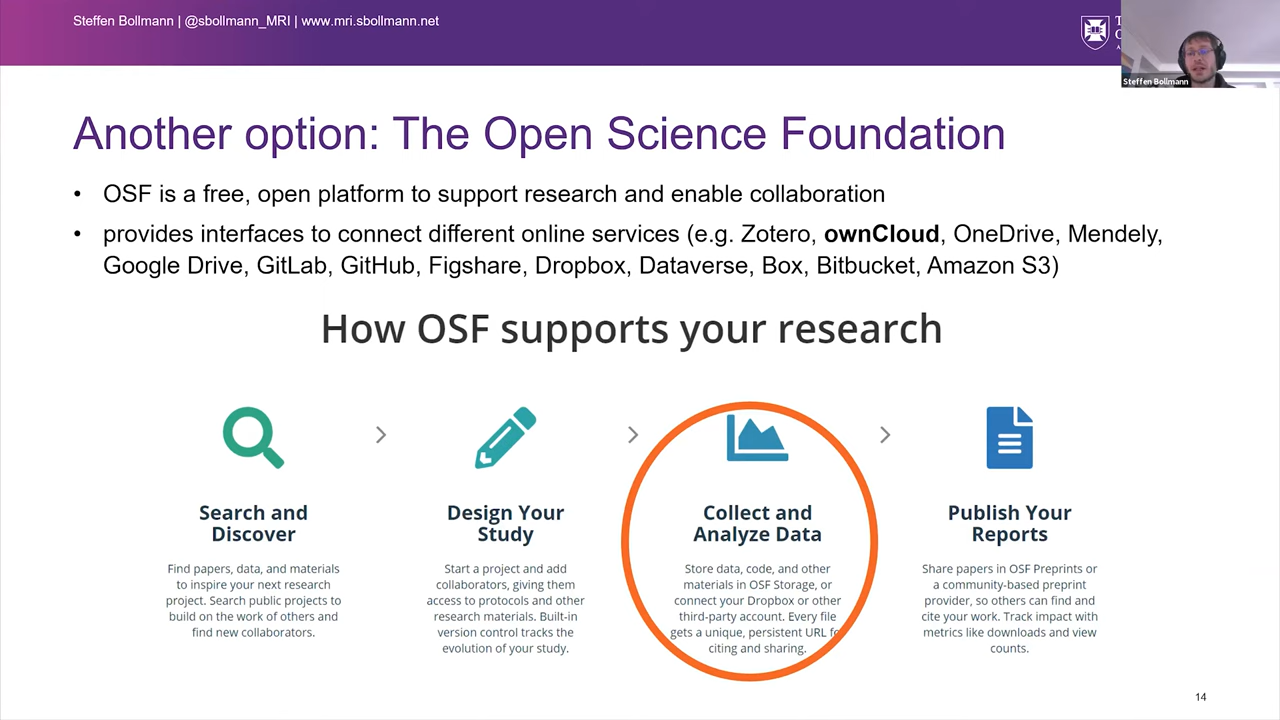 Steffen Bollmann | @sbollmann_MRI | www.mri.sbollmann.net
Steffen Bollmann
Another option: The Open Science Foundation
• OSF is a free, open platform to support research and enable collaboration
• provides interfaces to connect different online services (e.g. Zotero, ownCloud, OneDrive, Mendely,
Google Drive, GitLab, GitHub, Figshare, Dropbox, Dataverse, Box, Bitbucket, Amazon S3)
How OSF supports your research
Search and
Discover
Find papers, data, and materials
to inspire your next research
project. Search public projects to
build on the work of others and
find new collaborators.
Design Your
Study
Start a project and add
collaborators, giving them
access to protocols and other
research materials. Built-in
version control tracks the
evolution of your study.
Collect and
Analyze Data
Store data, code, and other
materials in OSF Storage, or
connect your Dropbox or other
third-party account. Every file
gets a unique, persistent URL for
citing and sharing.
Publish Your
Reports
Share papers in OSF Preprints or
a community-based preprint
provider, so others can find and
cite your work. Track impact with
metrics like downloads and view
counts.
14